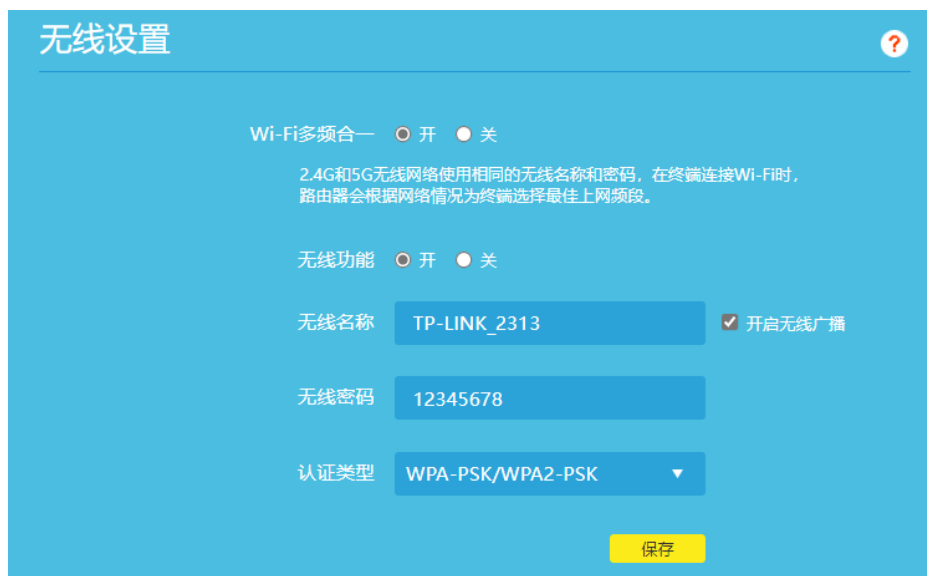 无线设置
?
Wi-Fi多频合一 开 关
2.4G和5G无线网络使用相同的无线名称和密码，在终端连接Wi-Fi时，
路由器会根据网络情况为终端选择最佳上网频段。
无线功能 开 关
无线名称 TP-LINK_2313 开启无线广播
无线密码 12345678
认证类型 WPA-PSK/WPA2-PSK
保存